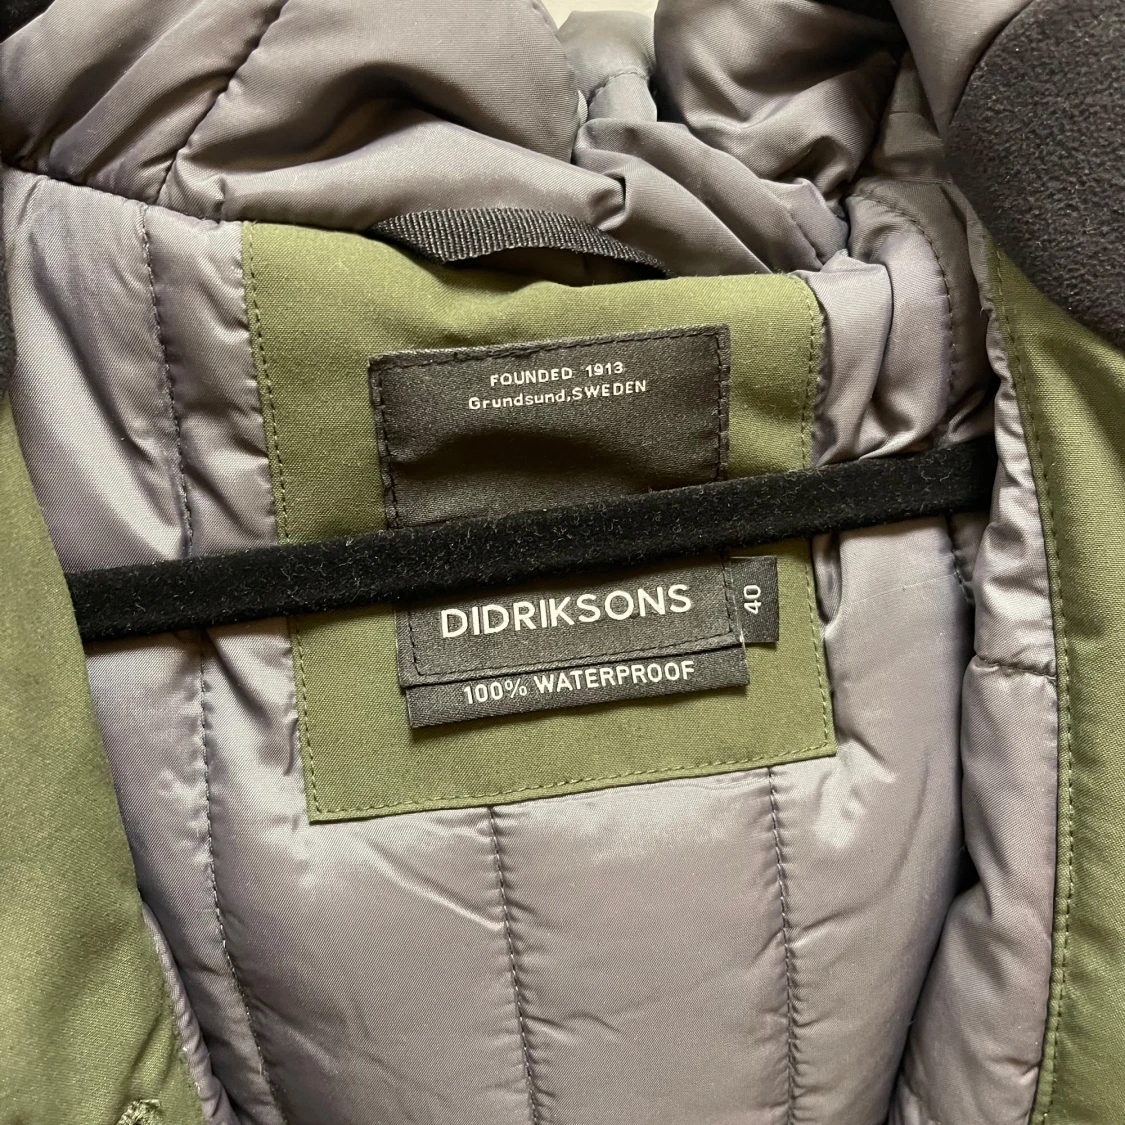 FOUNDED 1913
Grundsund,SWEDEN
DIDRIKSONS
40
100% WATERPROOF